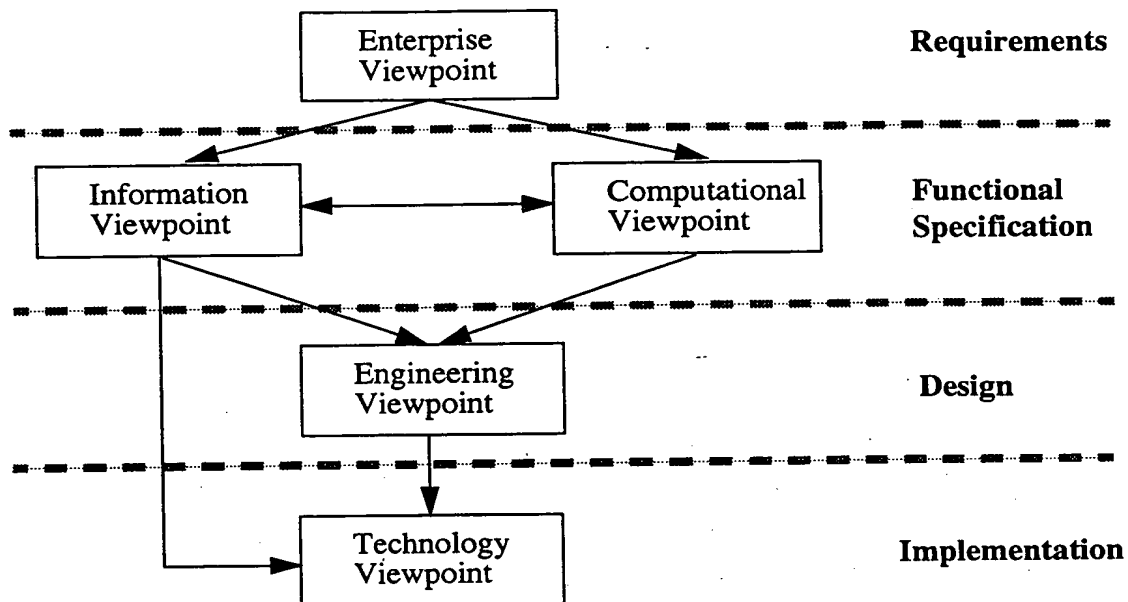 Enterprise
Viewpoint
Requirements
Information
Viewpoint
Computational
Viewpoint
Functional
Specification
Engineering
Viewpoint
Design
Technology
Viewpoint
Implementation